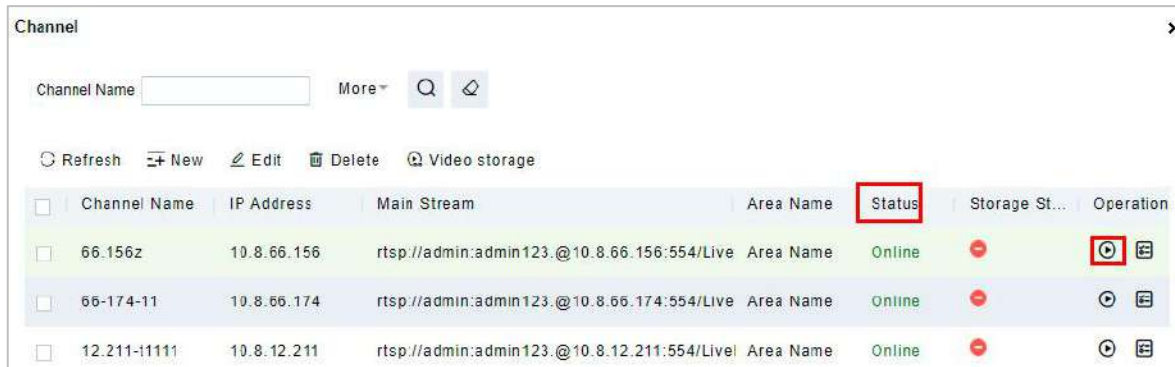 Channel
Channel Name More
Refresh New Edit Delete Video storage
Channel Name IP Address Main Stream Area Name Status Storage St... Operation
66.156z 10.8.66.156 rtsp://admin:admin123.@10.8.66.156:554/Live Area Name Online
66-174-11 10.8.66.174 rtsp://admin:admin123.@10.8.66.174:554/Live Area Name Online
12.211-11111 10.8.12.211 rtsp://admin:admin123.@10.8.12.211:554/Livel Area Name Online